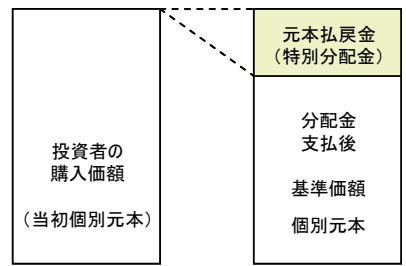 投資者の
購入価額
（当初個別元本）
元本払戻金
（特別分配金）
分配金
支払後
基準価額
個別元本